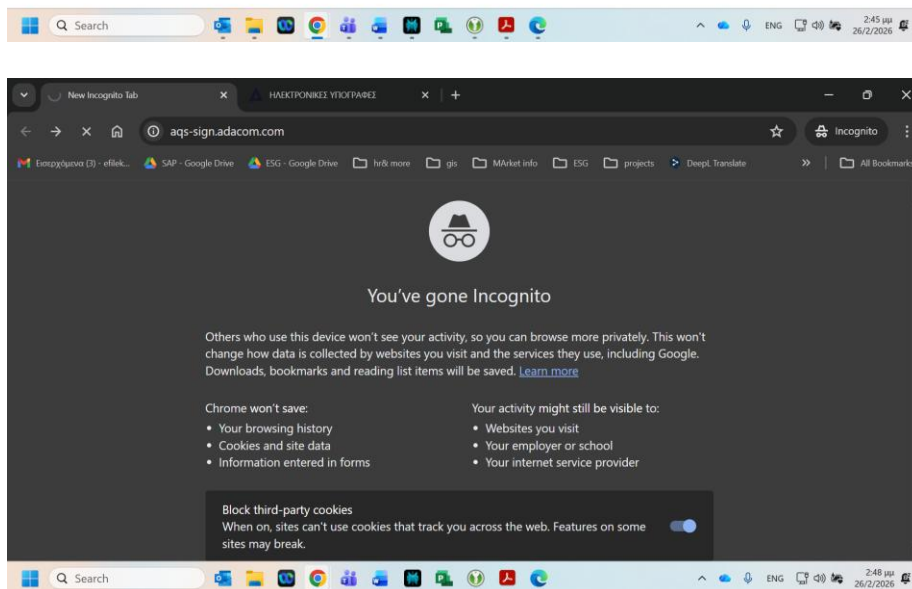 Search
ENG
2:45 μμ
26/2/2026
New Incognito Tab
ΗΛΕΚΤΡΟΝΙΚΕΣ ΥΠΟΓΡΑΦΕΣ
aqs-sign.adacom.com
Incognito
Εισερχόμενα (3) - efilek...
SAP - Google Drive
ESG - Google Drive
hr& more
gis
MArket info
ESG
projects
DeepL Translate
All Bookmarks
You've gone Incognito
Others who use this device won't see your activity, so you can browse more privately. This won't
change how data is collected by websites you visit and the services they use, including Google.
Downloads, bookmarks and reading list items will be saved. Learn more
Chrome won't save:
• Your browsing history
• Cookies and site data
• Information entered in forms
Your activity might still be visible to:
• Websites you visit
• Your employer or school
• Your internet service provider
Block third-party cookies
When on, sites can't use cookies that track you across the web. Features on some
sites may break.
Search
ENG
2:48 μμ
26/2/2026